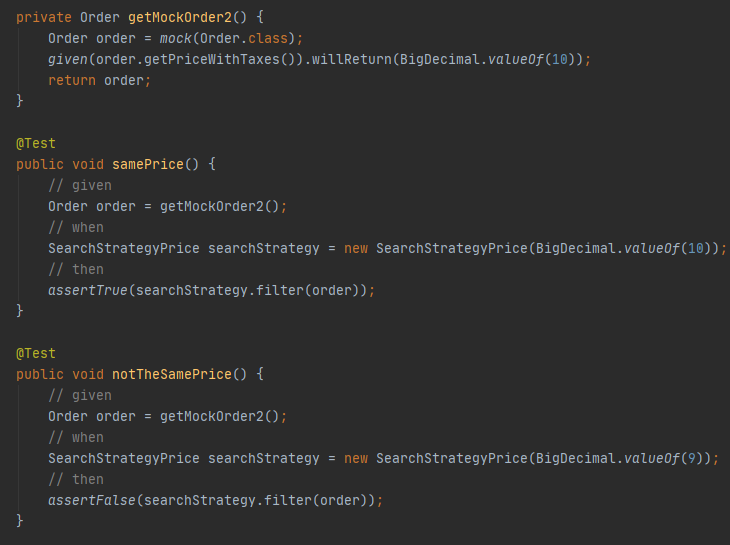 private Order getMockOrder2() {
    Order order = mock(Order.class);
    given(order.getPriceWithTaxes()).willReturn(BigDecimal.valueOf(10));
    return order;
}

@Test
public void samePrice() {
    // given
    Order order = getMockOrder2();
    // when
    SearchStrategyPrice searchStrategy = new SearchStrategyPrice(BigDecimal.valueOf(10));
    // then
    assertTrue(searchStrategy.filter(order));
}

@Test
public void notTheSamePrice() {
    // given
    Order order = getMockOrder2();
    // when
    SearchStrategyPrice searchStrategy = new SearchStrategyPrice(BigDecimal.valueOf(9));
    // then
    assertFalse(searchStrategy.filter(order));
}